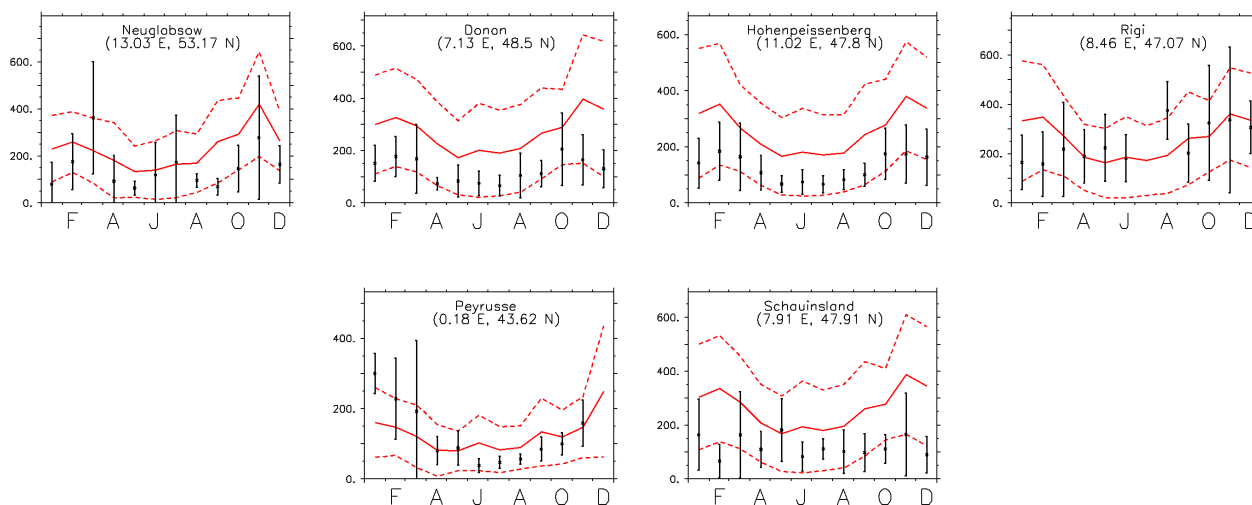 Neuglobsow
(13.03 E, 53.17 N)
600.
400.
200.
0.
F A J A O D
Donon
(7.13 E, 48.5 N)
600.
400.
200.
0.
F A J A O D
Hohenpeissenberg
(11.02 E, 47.8 N)
600.
400.
200.
0.
F A J A O D
Rigi
(8.46 E, 47.07 N)
600.
400.
200.
0.
F A J A O D
Peyrusse
(0.18 E, 43.62 N)
400.
200.
0.
F A J A O D
Schauinsland
(7.91 E, 47.91 N)
600.
400.
200.
0.
F A J A O D